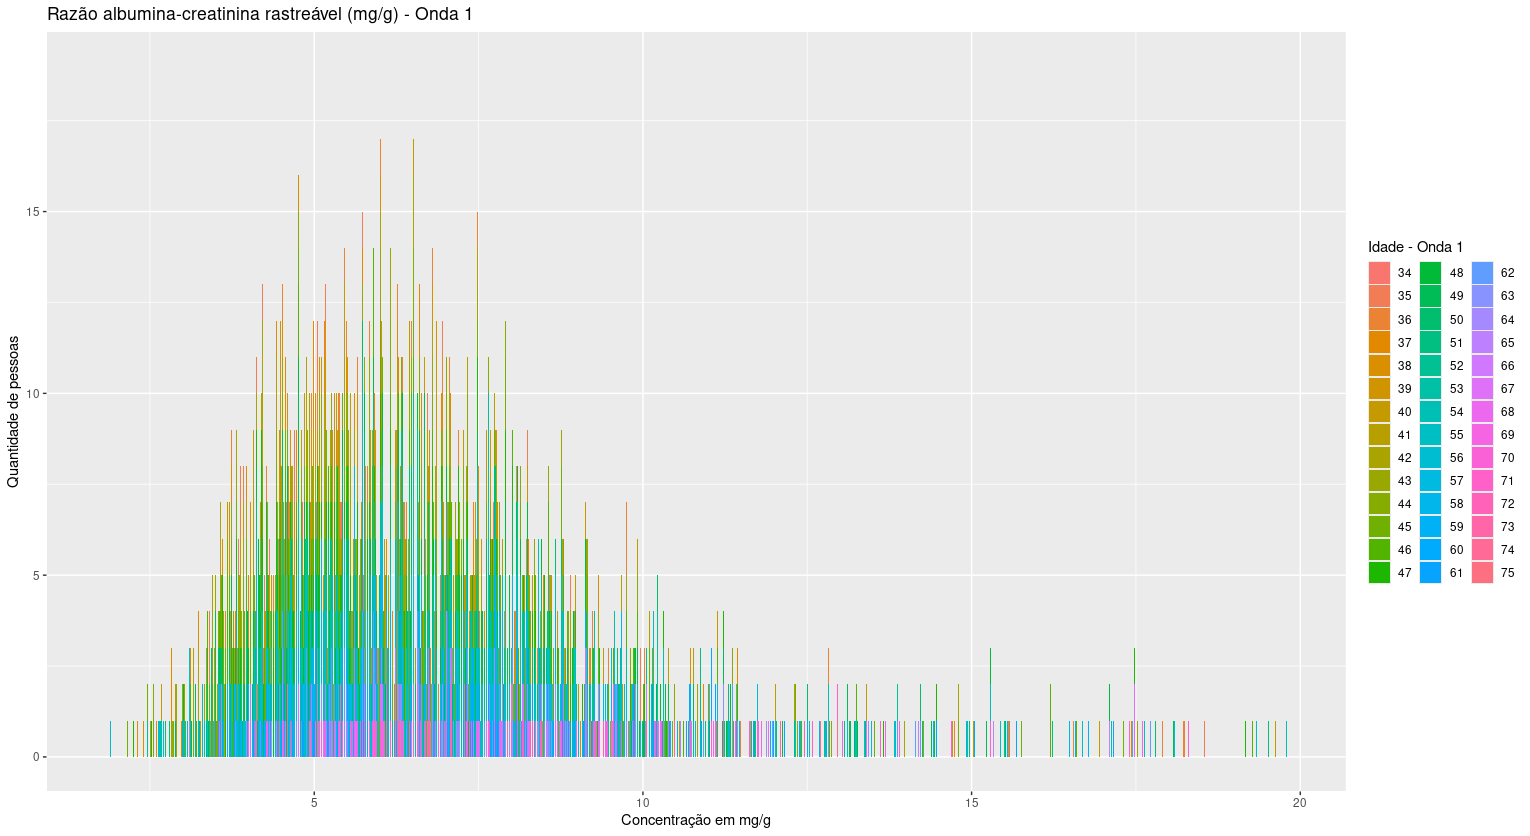 Razão albumina-creatinina rastreável (mg/g) - Onda 1
Quantidade de pessoas
15
10
5
0
5 10 15 20
Concentração em mg/g
Idade - Onda 1
34 48 62
35 49 63
36 50 64
37 51 65
38 52 66
39 53 67
40 54 68
41 55 69
42 56 70
43 57 71
44 58 72
45 59 73
46 60 74
47 61 75